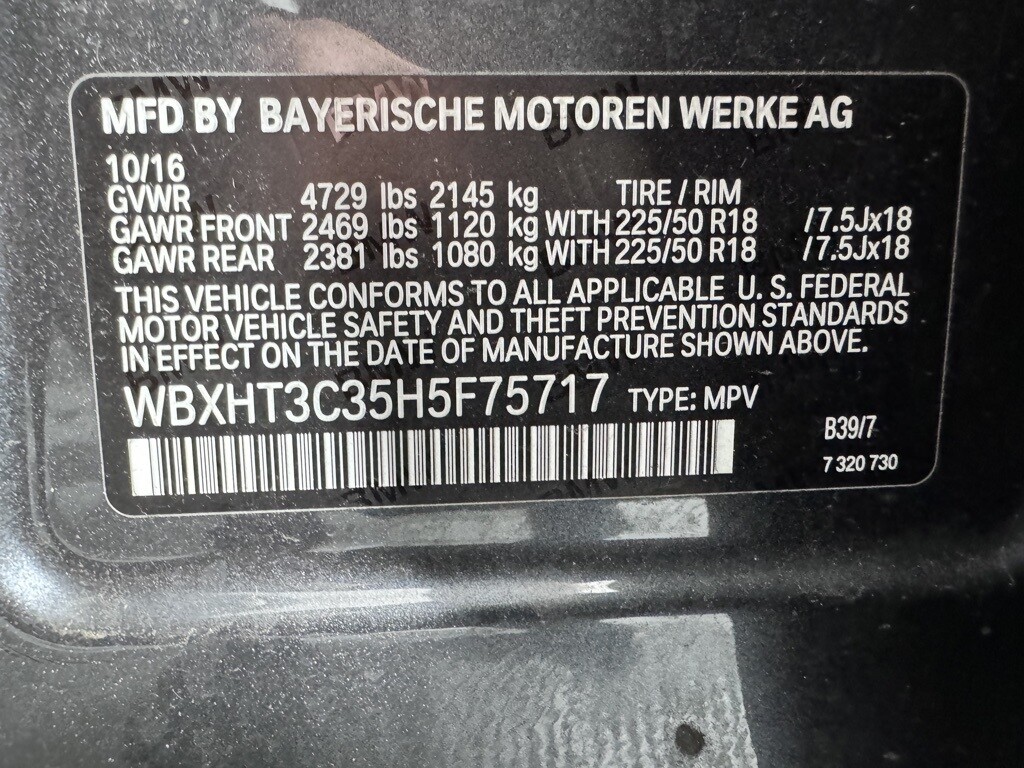 MFD BY BAYERISCHE MOTOREN WERKE AG
10/16
GVWR 4729 lbs 2145 kg TIRE / RIM
GAWR FRONT 2469 lbs 1120 kg WITH 225/50 R18 /7.5Jx18
GAWR REAR 2381 lbs 1080 kg WITH 225/50 R18 /7.5Jx18
THIS VEHICLE CONFORMS TO ALL APPLICABLE U. S. FEDERAL
MOTOR VEHICLE SAFETY AND THEFT PREVENTION STANDARDS
IN EFFECT ON THE DATE OF MANUFACTURE SHOWN ABOVE.
WBXHT3C35H5F75717 TYPE: MPV
B39/7
7 320 730